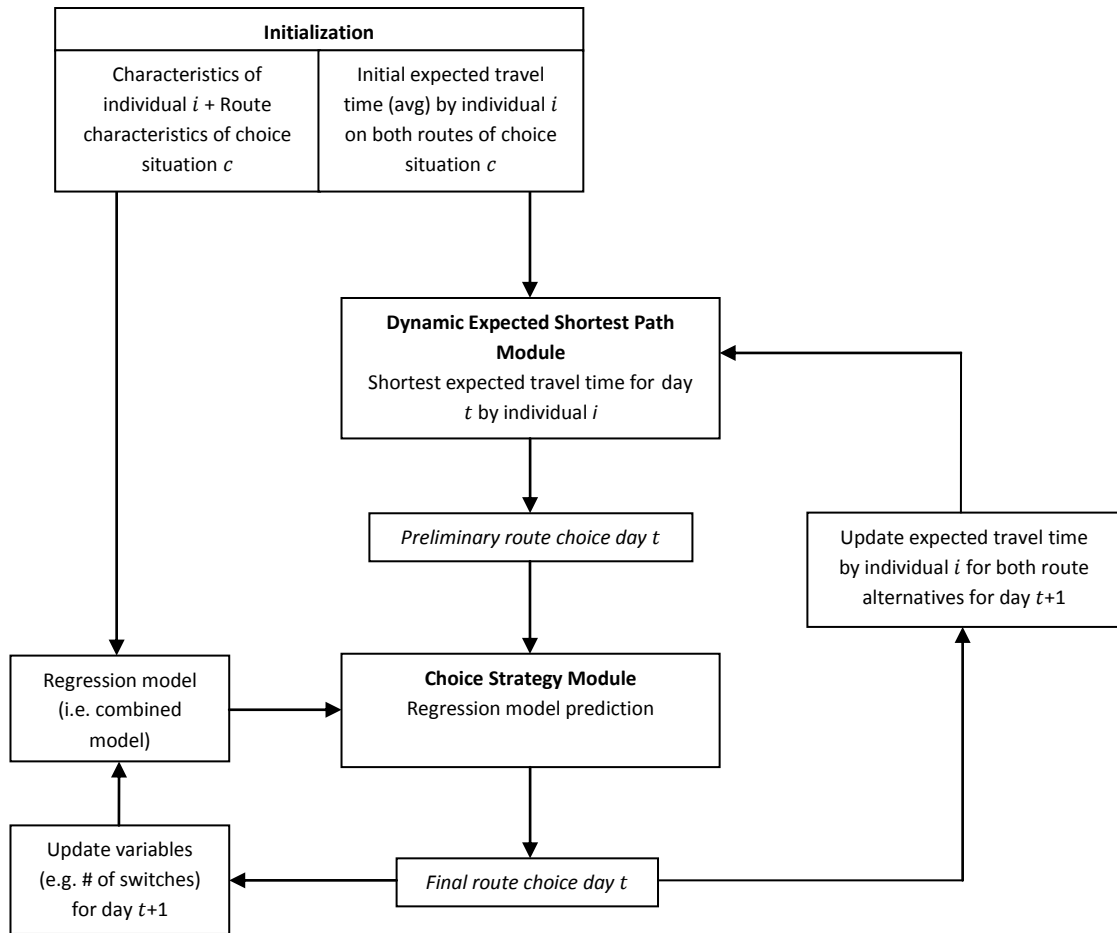 Initialization
Characteristics of
individual i + Route
characteristics of choice
situation c
Initial expected travel
time (avg) by individual i
on both routes of choice
situation c
Dynamic Expected Shortest Path
Module
Shortest expected travel time for day
t by individual i
Preliminary route choice day t
Update expected travel time
by individual i for both route
alternatives for day t+1
Regression model
(i.e. combined
model)
Choice Strategy Module
Regression model prediction
Update variables
(e.g. # of switches)
for day t+1
Final route choice day t